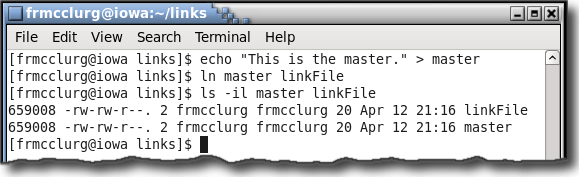 frmcclurg@iowa:~/links
File Edit View Search Terminal Help
[frmcclurg@iowa links]$ echo "This is the master." > master
[frmcclurg@iowa links]$ ln master linkFile
[frmcclurg@iowa links]$ ls -il master linkFile
659008 -rw-rw-r--. 2 frmcclurg frmcclurg 20 Apr 12 21:16 linkFile
659008 -rw-rw-r--. 2 frmcclurg frmcclurg 20 Apr 12 21:16 master
[frmcclurg@iowa links]$